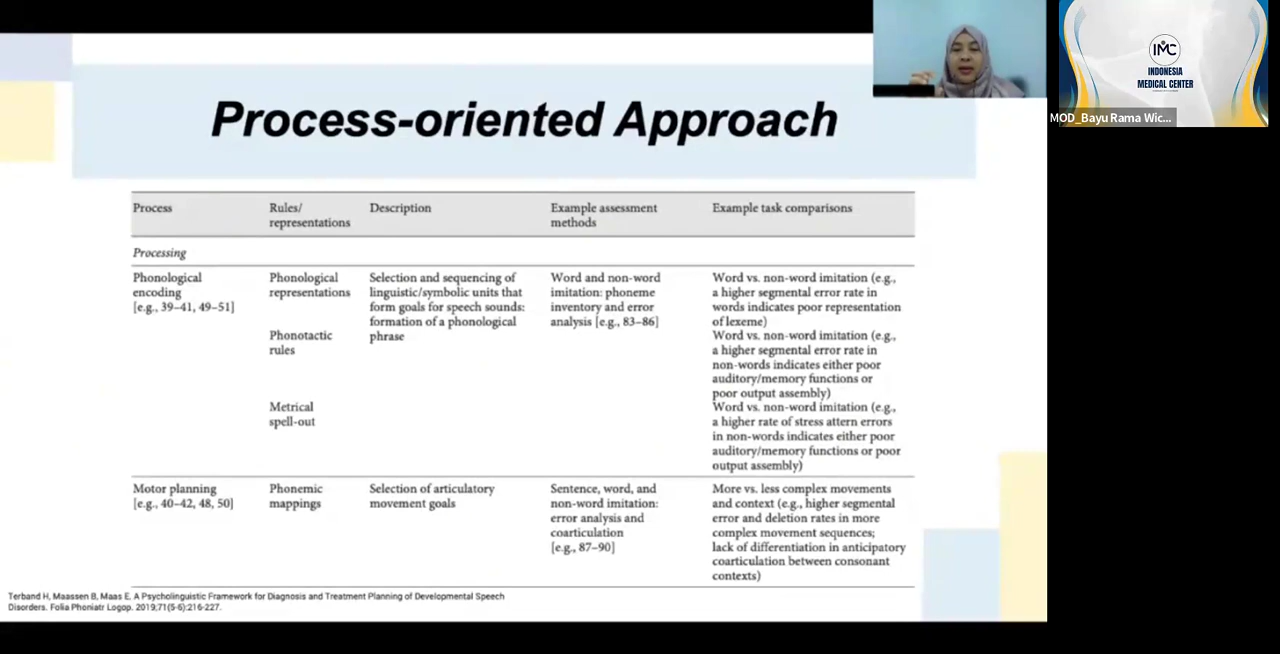 Process-oriented Approach
Process
Rules/
representations
Description
Example assessment
methods
Example task comparisons
Processing
Phonological
encoding
[e.g., 39–41, 49–51]
Phonological
representations
Phonotactic
rules
Metrical
spell-out
Selection and sequencing of
linguistic/symbolic units that
form goals for speech sounds:
formation of a phonological
phrase
Word and non-word
imitation: phoneme
inventory and error
analysis [e.g., 83–86]
Word vs. non-word imitation (e.g.,
a higher segmental error rate in
words indicates poor representation
of lexeme)
Word vs. non-word imitation (e.g.,
a higher segmental error rate in
non-words indicates either poor
auditory/memory functions or
poor output assembly)
Word vs. non-word imitation (e.g.,
a higher rate of stress attern errors
in non-words indicates either poor
auditory/memory functions or poor
output assembly)
Motor planning
[e.g., 40–42, 48, 50]
Phonemic
mappings
Selection of articulatory
movement goals
Sentence, word, and
non-word imitation:
error analysis and
coarticulation
[e.g., 87–90]
More vs. less complex movements
and context (e.g., higher segmental
error and deletion rates in more
complex movement sequences;
lack of differentiation in anticipatory
coarticulation between consonant
contexts)
Terband H, Maassen B, Maas E. A Psycholinguistic Framework for Diagnosis and Treatment Planning of Developmental Speech
Disorders. Folia Phoniatr Logop. 2019;71(5-6):216-227.
IMC
INDONESIA
MEDICAL CENTER
MOD_Bayu Rama Wic...